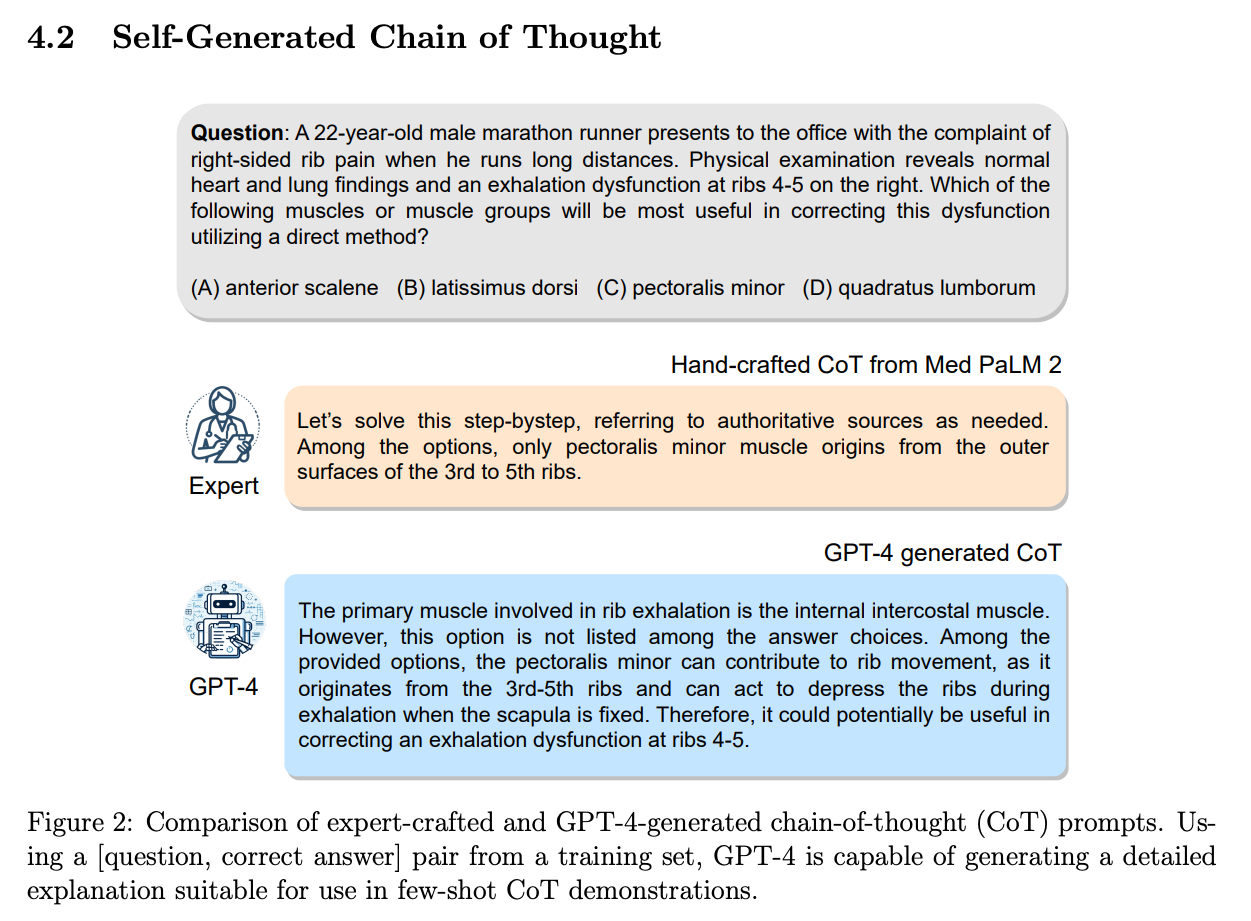 4.2 Self-Generated Chain of Thought
Question: A 22-year-old male marathon runner presents to the office with the complaint of
right-sided rib pain when he runs long distances. Physical examination reveals normal
heart and lung findings and an exhalation dysfunction at ribs 4-5 on the right. Which of the
following muscles or muscle groups will be most useful in correcting this dysfunction
utilizing a direct method?
(A) anterior scalene (B) latissimus dorsi (C) pectoralis minor (D) quadratus lumborum
Hand-crafted CoT from Med PaLM 2
Let’s solve this step-bystep, referring to authoritative sources as needed.
Among the options, only pectoralis minor muscle origins from the outer
surfaces of the 3rd to 5th ribs.
Expert
GPT-4 generated CoT
The primary muscle involved in rib exhalation is the internal intercostal muscle.
However, this option is not listed among the answer choices. Among the
provided options, the pectoralis minor can contribute to rib movement, as it
originates from the 3rd-5th ribs and can act to depress the ribs during
exhalation when the scapula is fixed. Therefore, it could potentially be useful in
correcting an exhalation dysfunction at ribs 4-5.
GPT-4
Figure 2: Comparison of expert-crafted and GPT-4-generated chain-of-thought (CoT) prompts. Us-
ing a [question, correct answer] pair from a training set, GPT-4 is capable of generating a detailed
explanation suitable for use in few-shot CoT demonstrations.